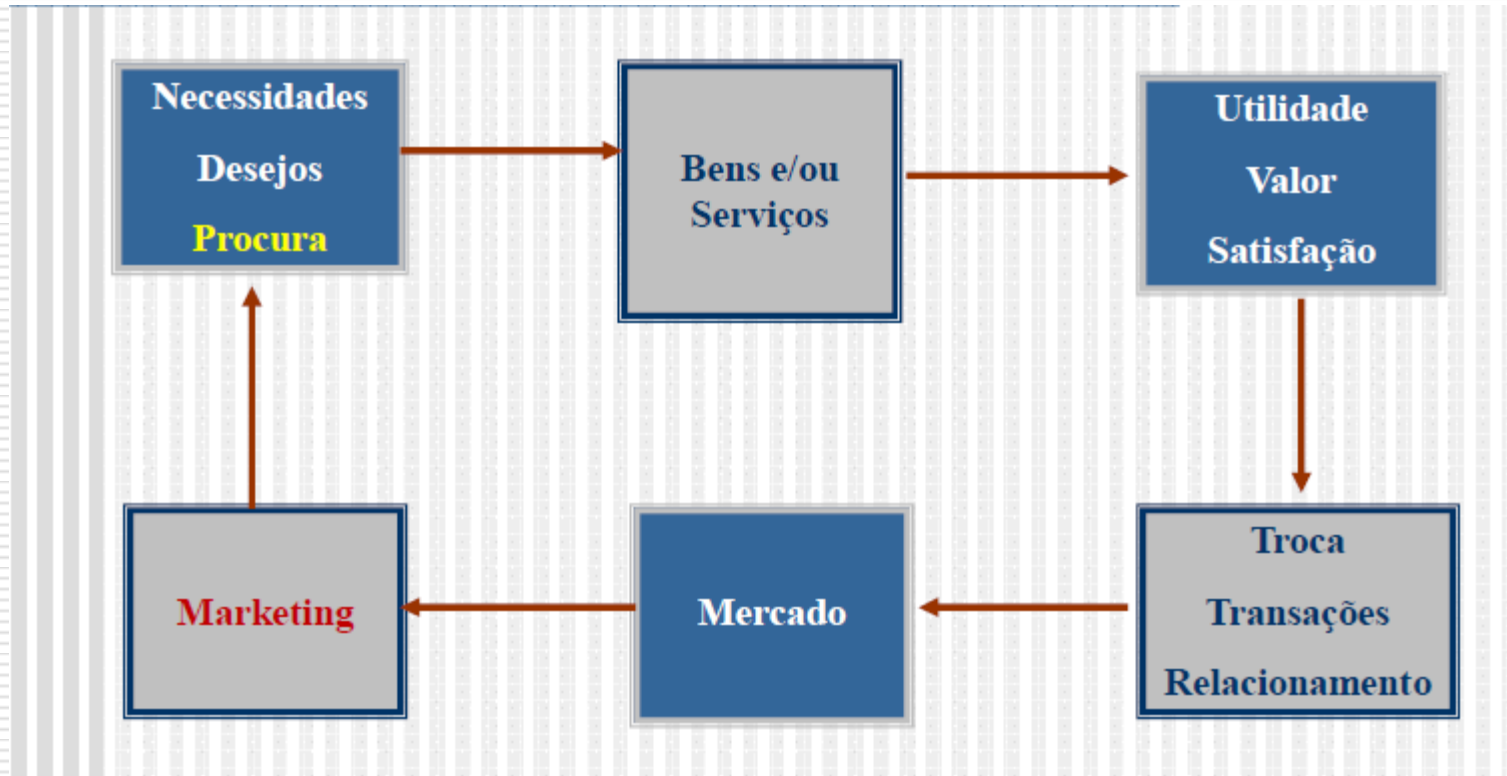 Necessidades
Desejos
Procura
Bens e/ou
Serviços
Utilidade
Valor
Satisfação
Marketing
Mercado
Troca
Transações
Relacionamento